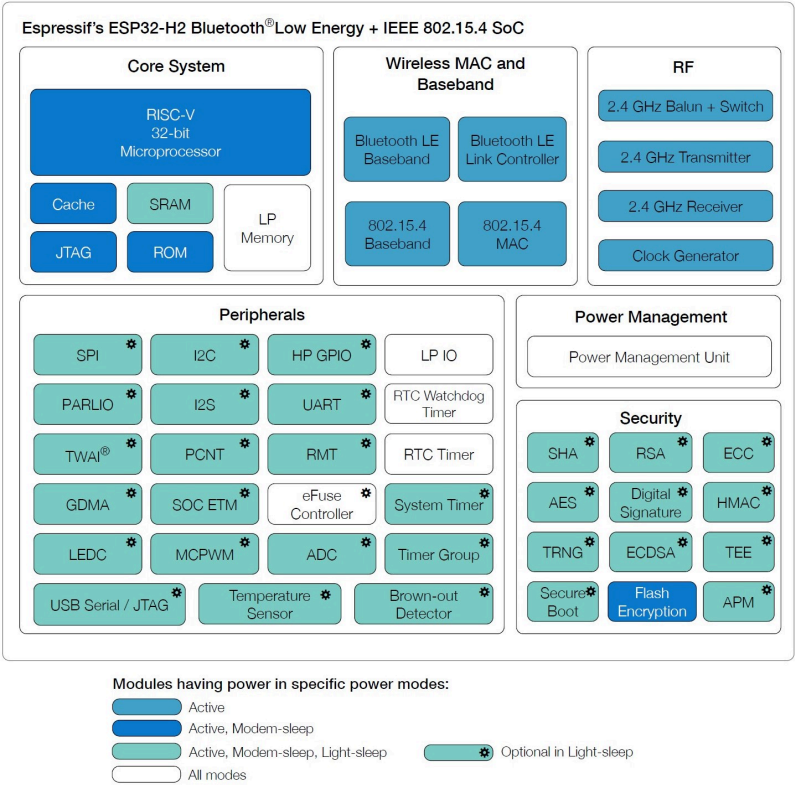 Espressif's ESP32-H2 Bluetooth®Low Energy + IEEE 802.15.4 SoC
Core System
RISC-V
32-bit
Microprocessor
Cache
SRAM
LP
Memory
JTAG
ROM
Wireless MAC and
Baseband
Bluetooth LE
Baseband
Bluetooth LE
Link Controller
802.15.4
Baseband
802.15.4
MAC
RF
2.4 GHz Balun + Switch
2.4 GHz Transmitter
2.4 GHz Receiver
Clock Generator
Peripherals
SPI
I2C
HP GPIO
LP IO
PARLIO
I2S
UART
RTC Watchdog
Timer
TWAI®
PCNT
RMT
RTC Timer
GDMA
SOC ETM
eFuse
Controller
System Timer
LEDC
MCPWM
ADC
Timer Group
USB Serial / JTAG
Temperature
Sensor
Brown-out
Detector
Power Management
Power Management Unit
Security
SHA
RSA
ECC
AES
Digital
Signature
HMAC
TRNG
ECDSA
TEE
Secure
Boot
Flash
Encryption
APM
Modules having power in specific power modes:
Active
Active, Modem-sleep
Active, Modem-sleep, Light-sleep
Optional in Light-sleep
All modes